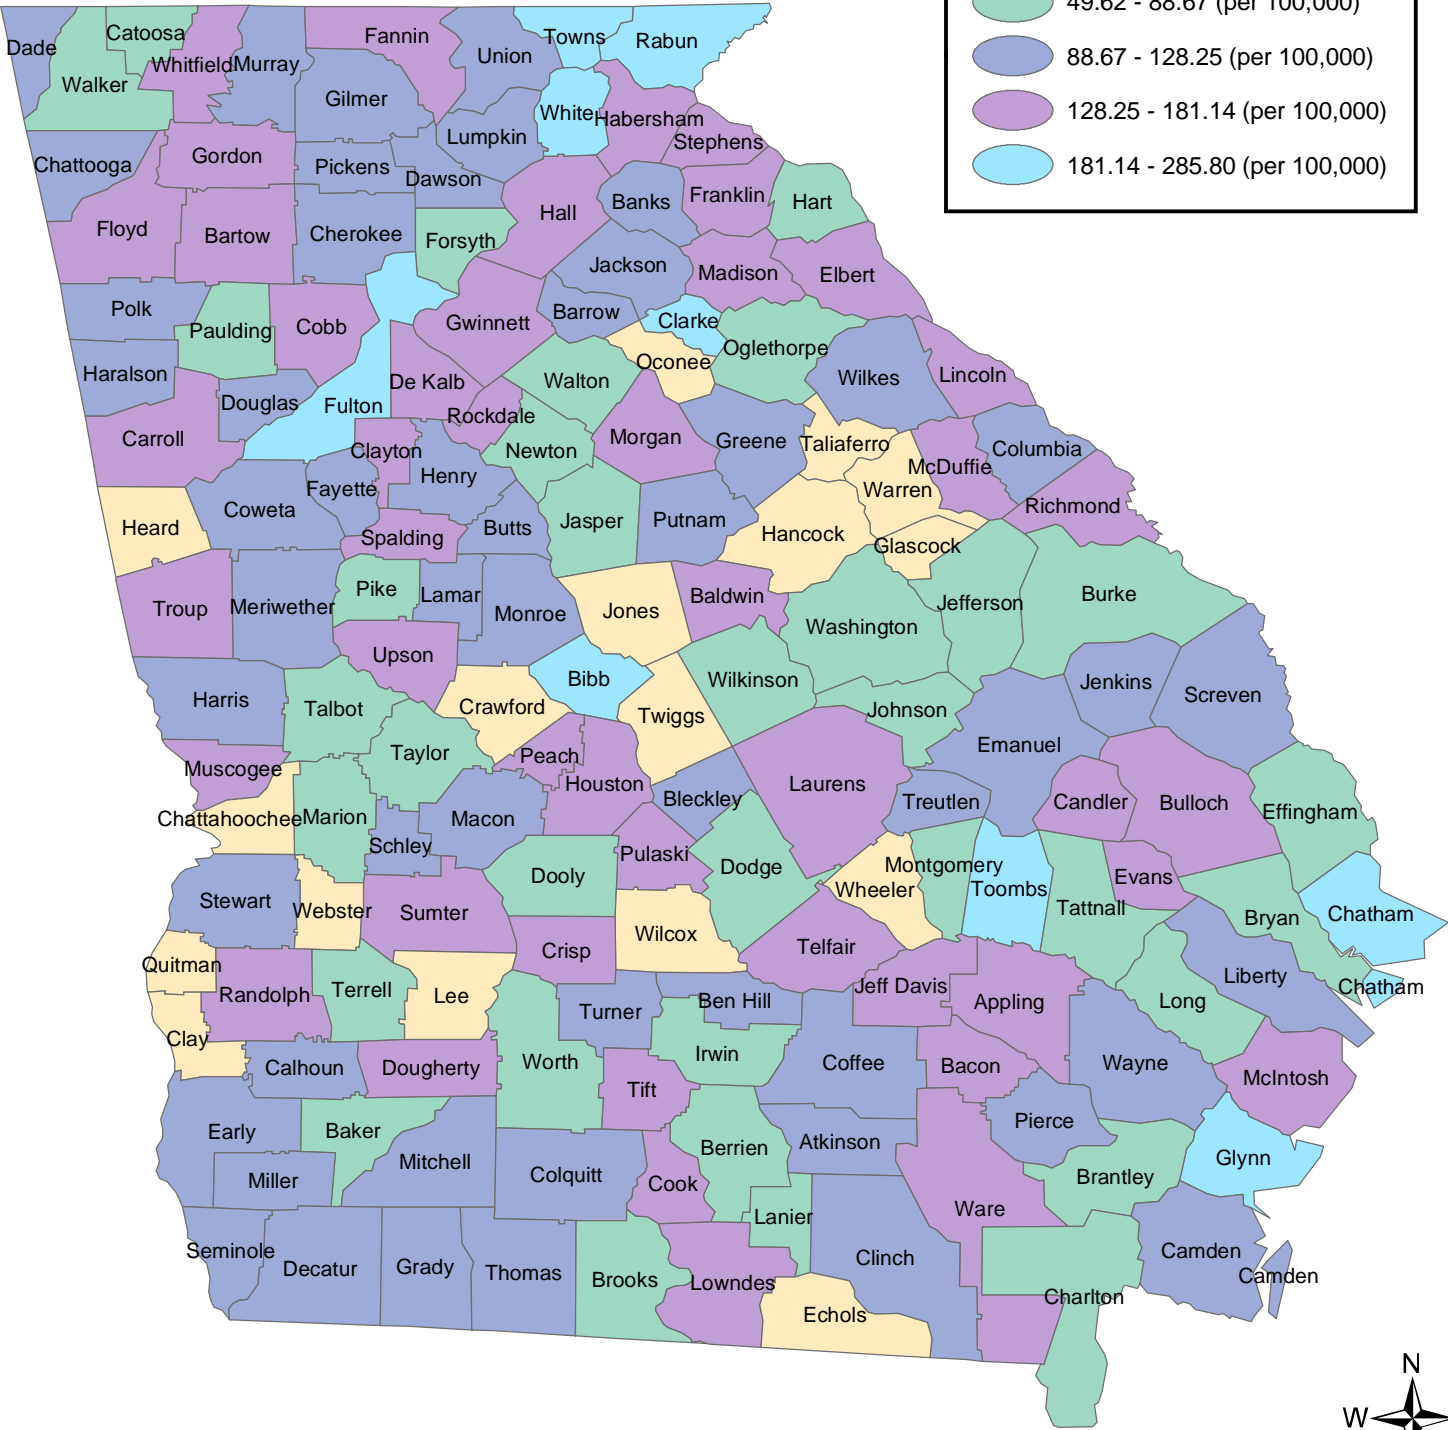 49.62 - 88.67 (per 100,000)
88.67 - 128.25 (per 100,000)
128.25 - 181.14 (per 100,000)
181.14 - 285.80 (per 100,000)
Dade
Catoosa
Walker
Whitfield
Murray
Fannin
Gilmer
Union
Towns
Rabun
White
Habersham
Lumpkin
Stephens
Chattooga
Gordon
Pickens
Dawson
Hall
Banks
Franklin
Hart
Floyd
Bartow
Cherokee
Forsyth
Jackson
Madison
Elbert
Polk
Paulding
Cobb
Gwinnett
Barrow
Clarke
Oconee
Oglethorpe
Wilkes
Lincoln
Haralson
Douglas
Fulton
De Kalb
Rockdale
Walton
Carroll
Clayton
Henry
Newton
Morgan
Greene
Taliaferro
McDuffie
Columbia
Warren
Richmond
Heard
Coweta
Fayette
Spalding
Butts
Jasper
Putnam
Hancock
Glascock
Troup
Meriwether
Pike
Lamar
Monroe
Jones
Baldwin
Washington
Jefferson
Burke
Upson
Bibb
Wilkinson
Jenkins
Screven
Harris
Talbot
Crawford
Twiggs
Johnson
Emanuel
Taylor
Peach
Houston
Laurens
Muscogee
Chattahoochee
Marion
Schley
Macon
Bleckley
Treutlen
Candler
Bulloch
Effingham
Pulaski
Dooly
Dodge
Montgomery
Wheeler
Toombs
Evans
Tattnall
Bryan
Chatham
Stewart
Webster
Sumter
Crisp
Wilcox
Telfair
Liberty
Chatham
Quitman
Randolph
Terrell
Lee
Turner
Ben Hill
Jeff Davis
Appling
Long
Clay
Calhoun
Dougherty
Worth
Irwin
Coffee
Bacon
Wayne
McIntosh
Tift
Early
Baker
Miller
Mitchell
Colquitt
Cook
Berrien
Atkinson
Pierce
Brantley
Glynn
Lanier
Ware
Seminole
Decatur
Grady
Thomas
Brooks
Lowndes
Clinch
Echols
Charlton
Camden
Camden
N
W